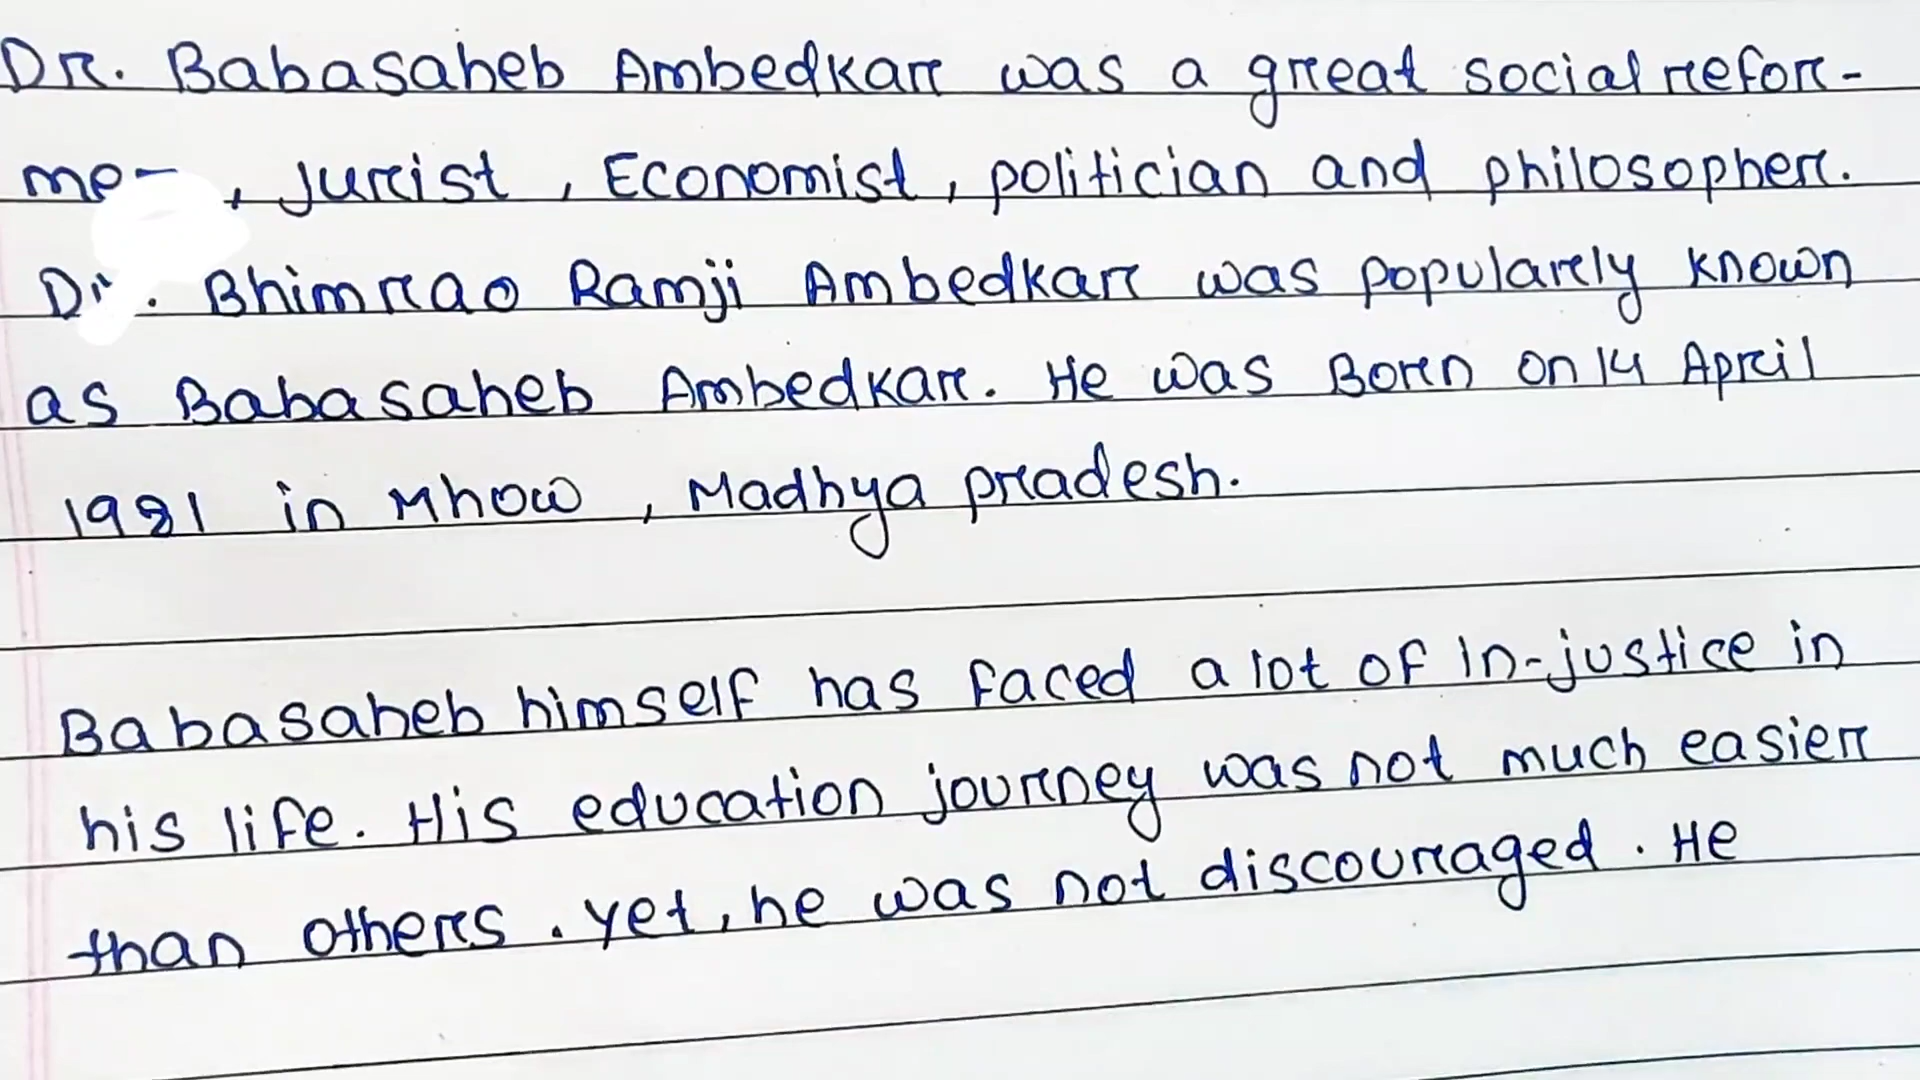 Dr. Babasaheb Ambedkar was a great social refor-
me , jurist , Economist, politician and philosopher.
Dr. Bhimrao Ramji Ambedkar was popularly known
as Babasaheb Ambedkar. He was Born on 14 April
1981 in Mhow , Madhya pradesh.
Babasaheb himself has faced a lot of in-justice in
his life. His education journey was not much easier
than others. yet, he was not discouraged. He